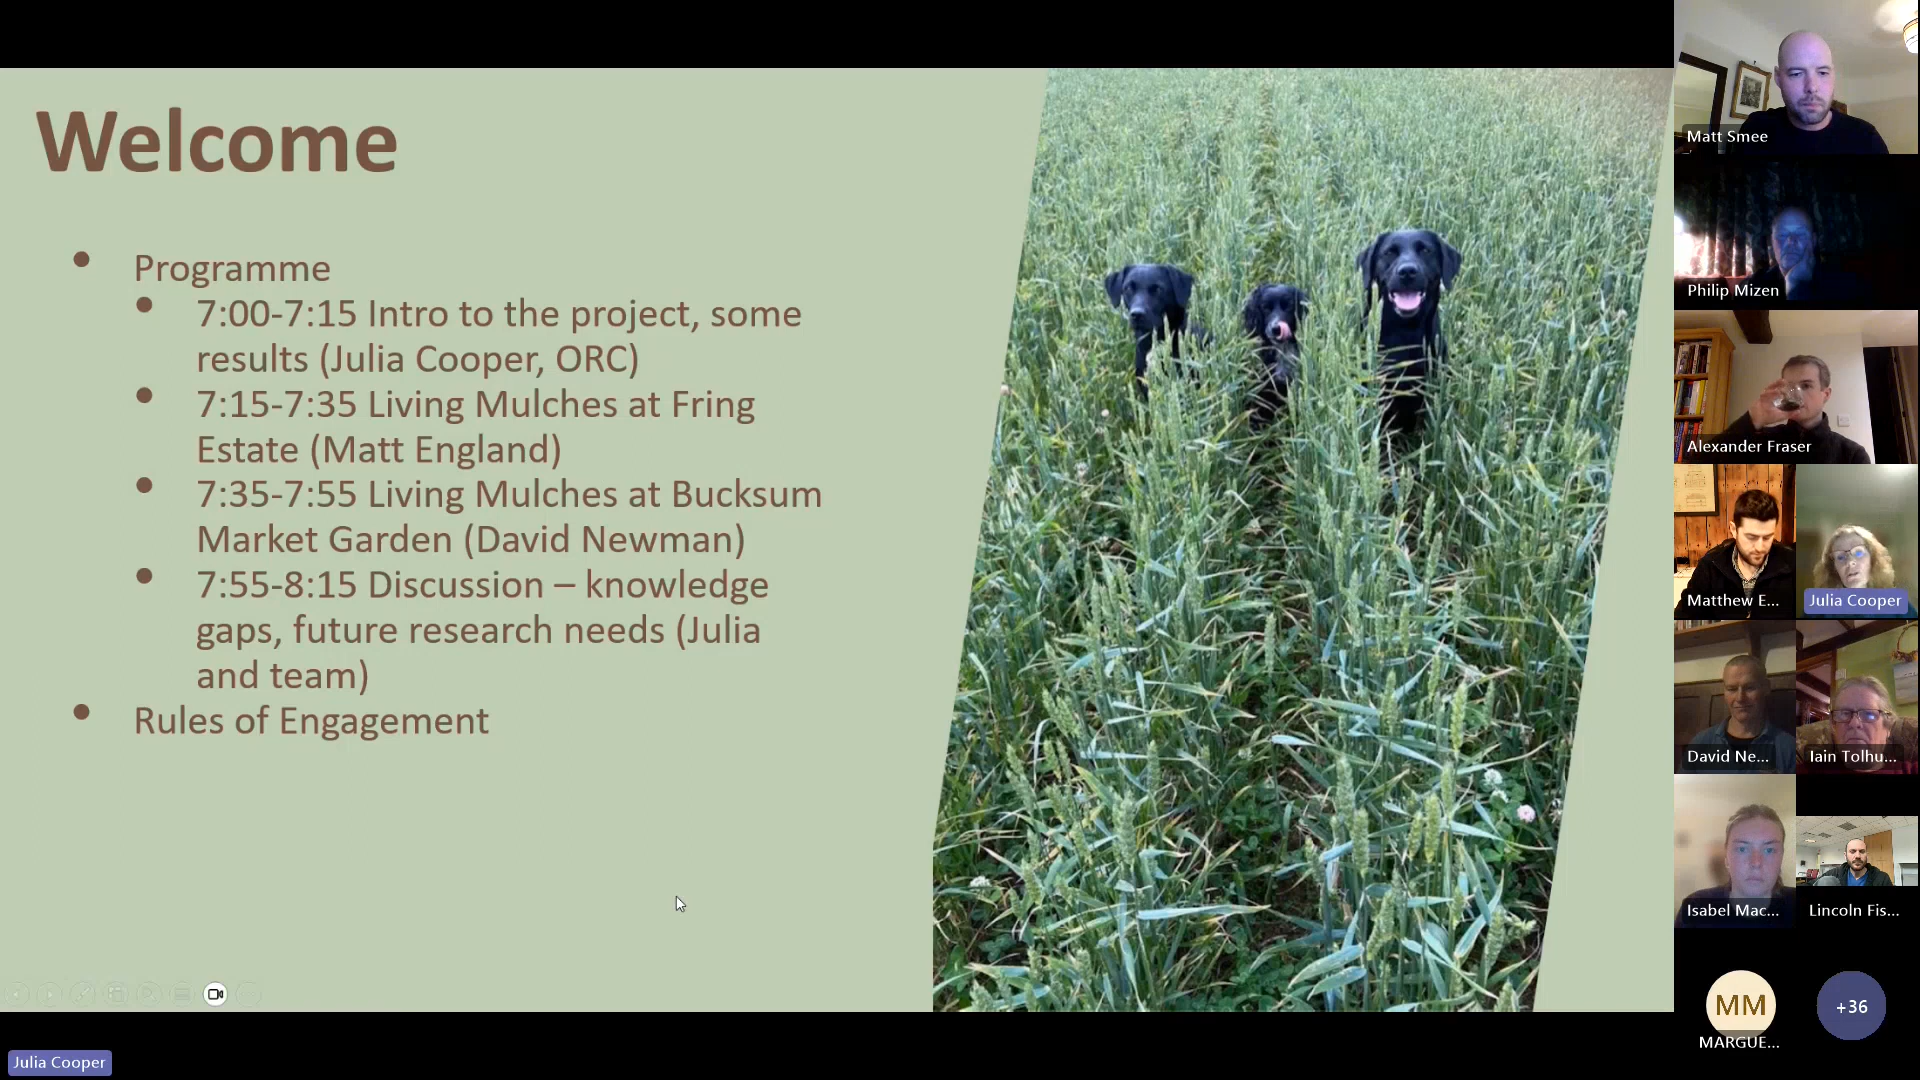 Welcome
• Programme
• 7:00-7:15 Intro to the project, some
results (Julia Cooper, ORC)
• 7:15-7:35 Living Mulches at Fring
Estate (Matt England)
• 7:35-7:55 Living Mulches at Bucksum
Market Garden (David Newman)
• 7:55-8:15 Discussion – knowledge
gaps, future research needs (Julia
and team)
• Rules of Engagement
Julia Cooper
Matt Smee
Philip Mizen
Alexander Fraser
Matthew E...
Julia Cooper
David Ne...
Iain Tolhu...
Isabel Mac...
Lincoln Fis...
MM
MARGUE...
+36